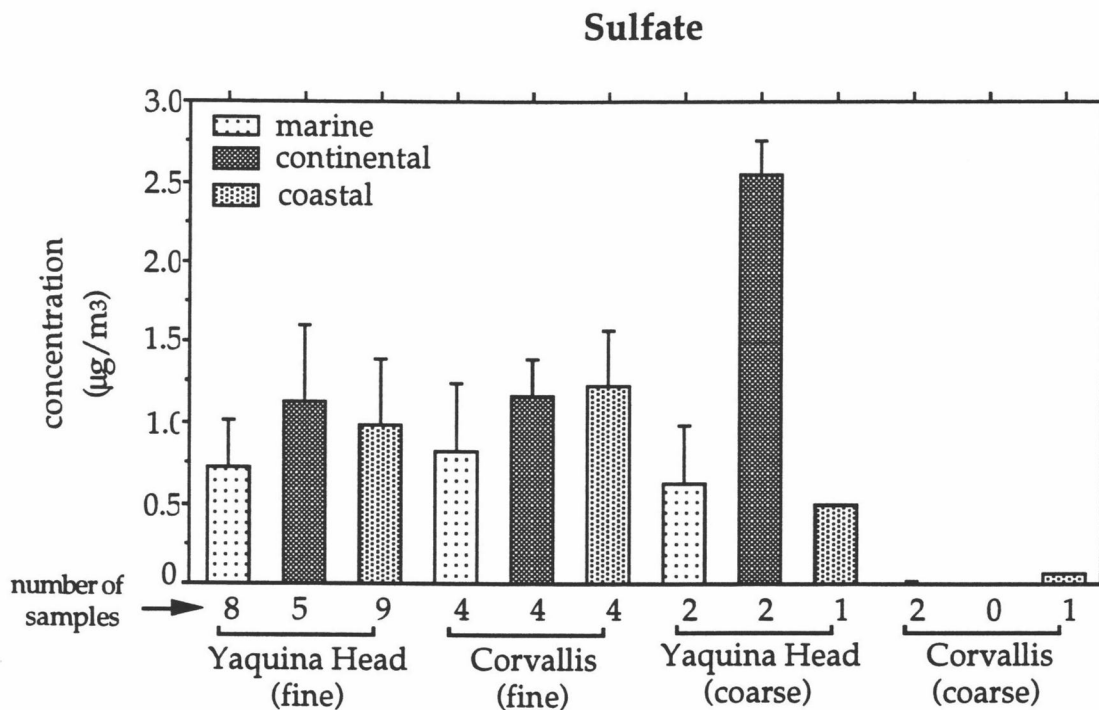 Sulfate
3.0
2.5
2.0
1.5
1.0
0.5
0
concentration
(µg/m3)
marine
continental
coastal
number of
samples
8 5 9 4 4 4 2 2 1 2 0 1
Yaquina Head Corvallis Yaquina Head Corvallis
(fine) (fine) (coarse) (coarse)